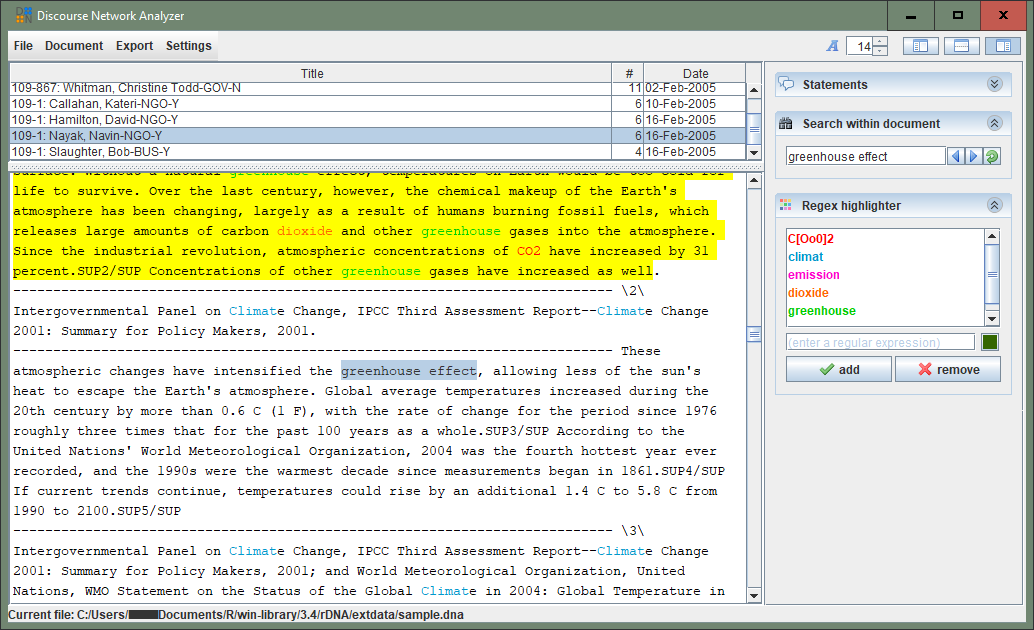 Discourse Network Analyzer
File Document Export Settings
A 14
Title # Date
109-867: Whitman, Christine Todd-GOV-N 11 02-Feb-2005
109-1: Callahan, Kateri-NGO-Y 6 10-Feb-2005
109-1: Hamilton, David-NGO-Y 6 16-Feb-2005
109-1: Nayak, Navin-NGO-Y 6 16-Feb-2005
109-1: Slaughter, Bob-BUS-Y 4 16-Feb-2005
surface. Without a natural greenhouse effect, temperatures on Earth would be too cold for
life to survive. Over the last century, however, the chemical makeup of the Earth's
atmosphere has been changing, largely as a result of humans burning fossil fuels, which
releases large amounts of carbon dioxide and other greenhouse gases into the atmosphere.
Since the industrial revolution, atmospheric concentrations of CO2 have increased by 31
percent.SUP2/SUP Concentrations of other greenhouse gases have increased as well.
--------------------------------------------------------------------------- \2\
Intergovernmental Panel on Climate Change, IPCC Third Assessment Report--Climate Change
2001: Summary for Policy Makers, 2001.
--------------------------------------------------------------------------- These
atmospheric changes have intensified the greenhouse effect, allowing less of the sun's
heat to escape the Earth's atmosphere. Global average temperatures increased during the
20th century by more than 0.6 C (1 F), with the rate of change for the period since 1976
roughly three times that for the past 100 years as a whole.SUP3/SUP According to the
United Nations' World Meteorological Organization, 2004 was the fourth hottest year ever
recorded, and the 1990s were the warmest decade since measurements began in 1861.SUP4/SUP
If current trends continue, temperatures could rise by an additional 1.4 C to 5.8 C from
1990 to 2100.SUP5/SUP
--------------------------------------------------------------------------- \3\
Intergovernmental Panel on Climate Change, IPCC Third Assessment Report--Climate Change
2001: Summary for Policy Makers, 2001; and World Meteorological Organization, United
Nations, WMO Statement on the Status of the Global Climate in 2004: Global Temperature in
Statements
Search within document
greenhouse effect
Regex highlighter
C[Oo0]2
climat
emission
dioxide
greenhouse
(enter a regular expression)
add remove
Current file: C:/Users/ Documents/R/win-library/3.4/rDNA/extdata/sample.dna